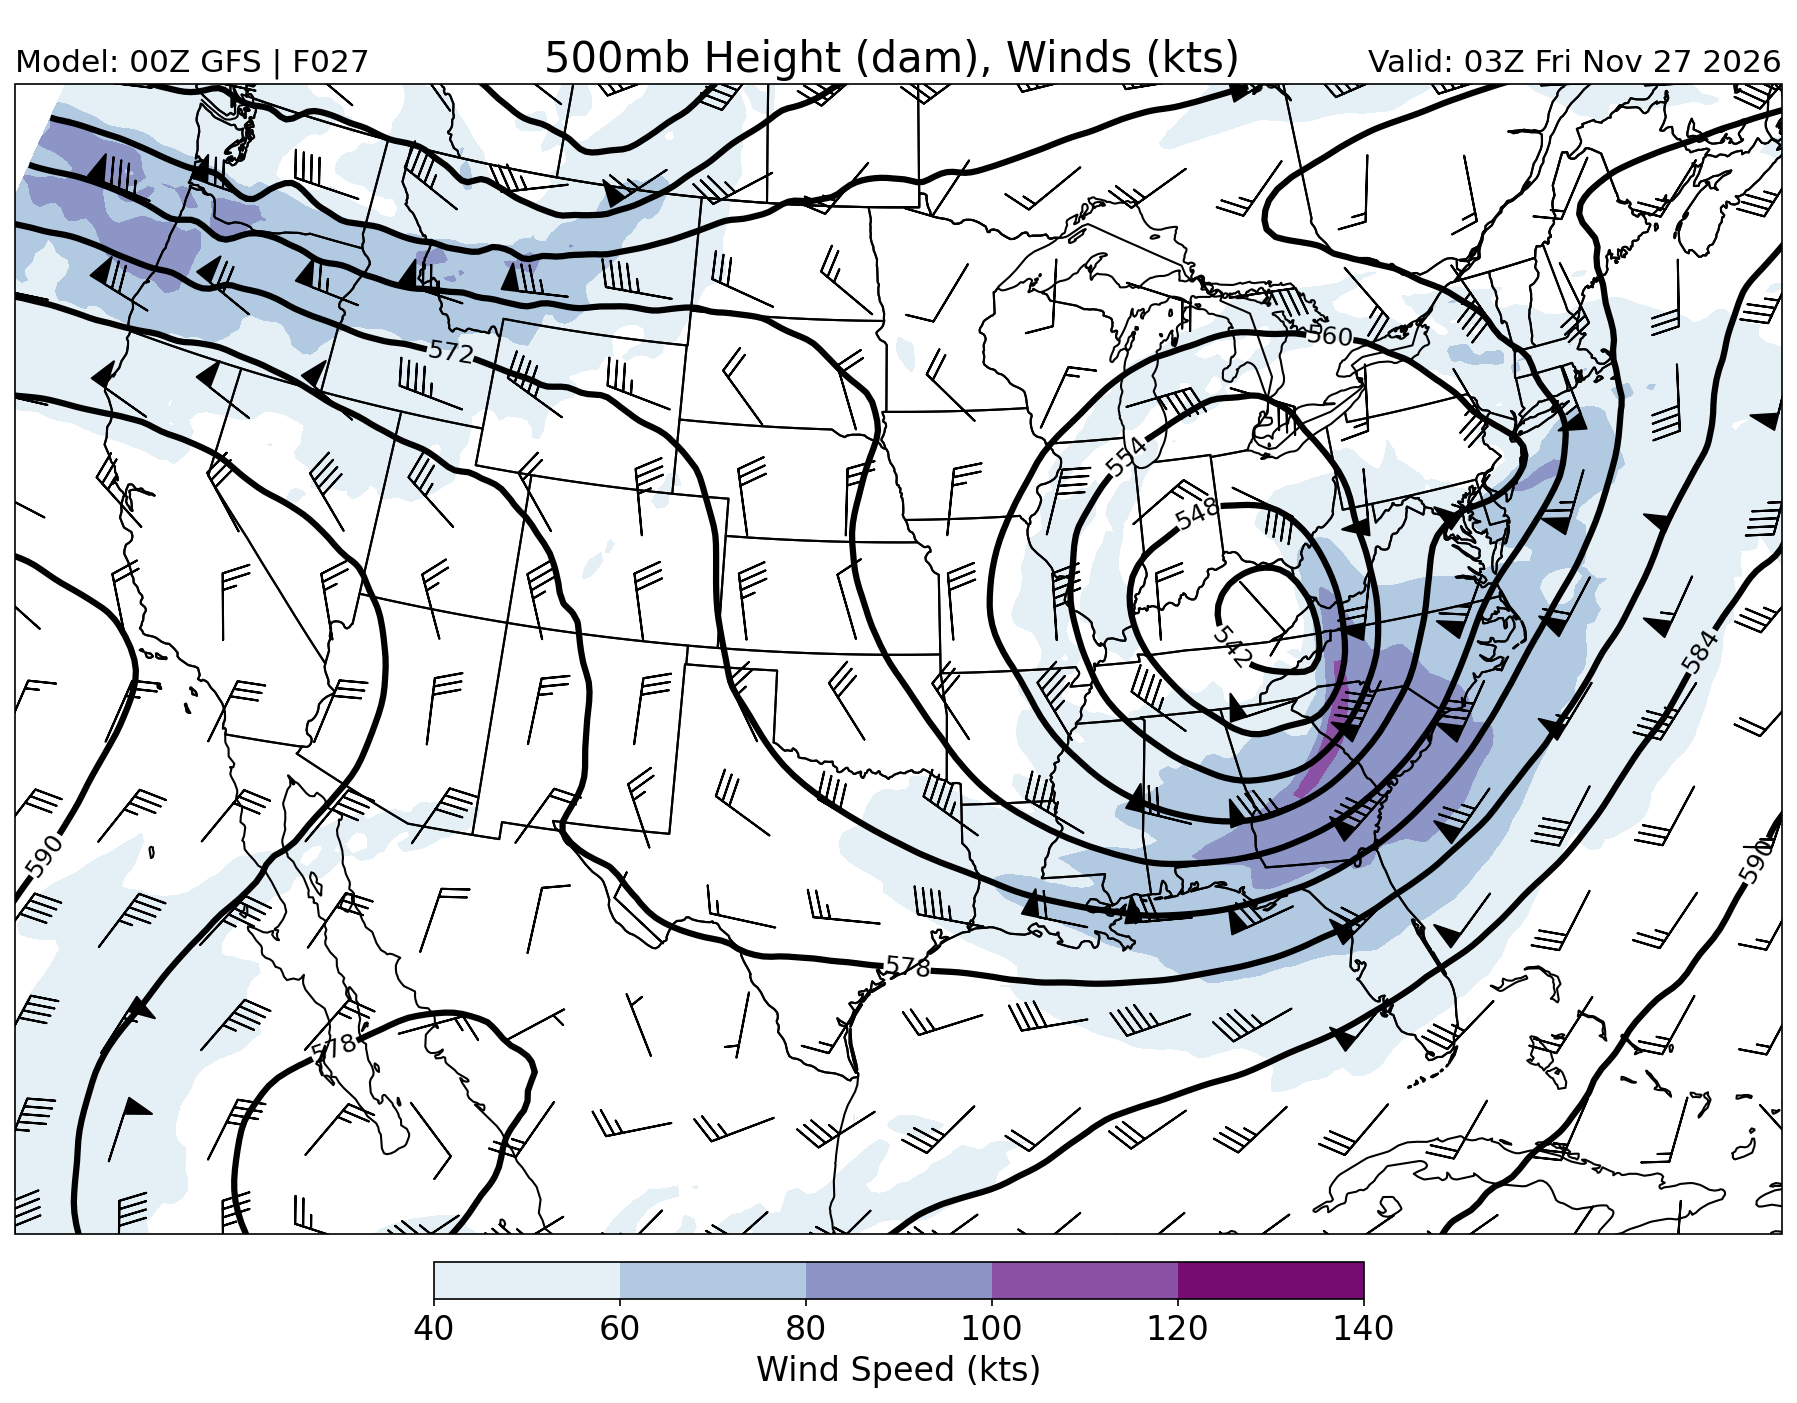 Model: 00Z GFS | F027
500mb Height (dam), Winds (kts)
Valid: 03Z Fri Nov 27 2026
560
572
554
548
542
584
590
590
578
578
40 60 80 100 120 140
Wind Speed (kts)